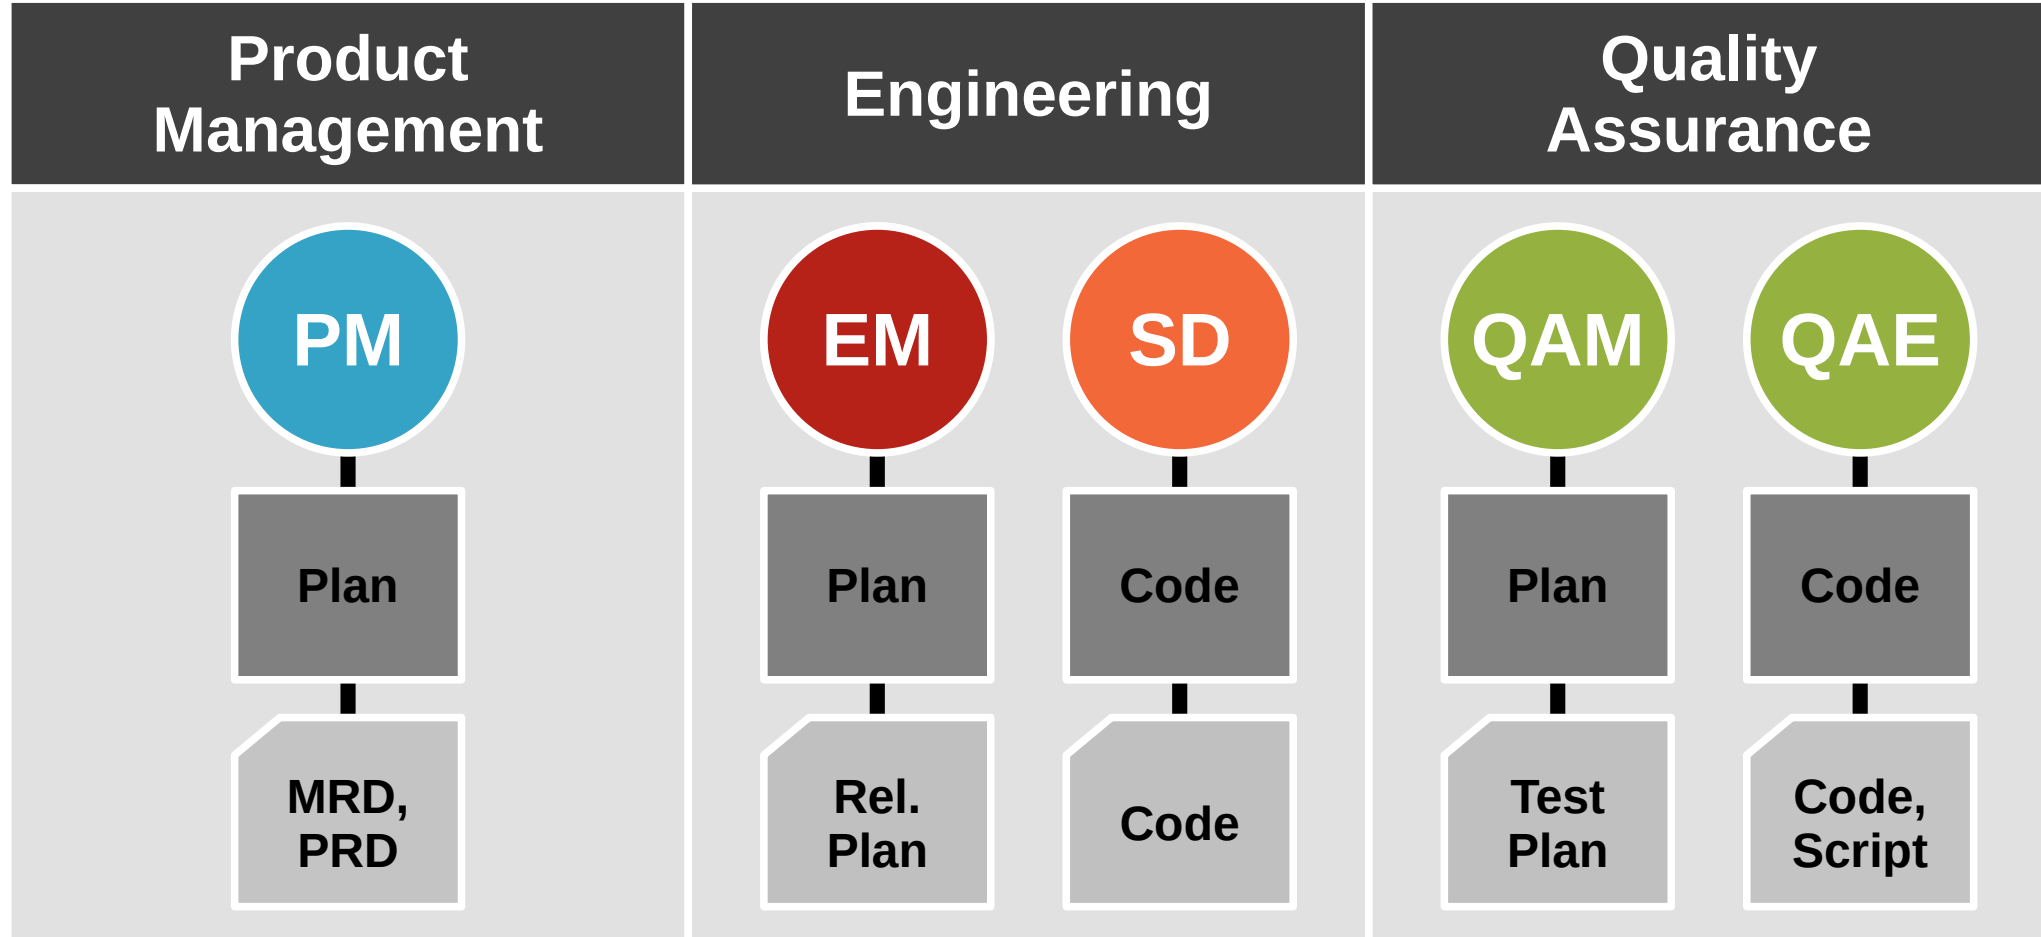 Product
Management
Engineering
Quality
Assurance
PM
EM
SD
QAM
QAE
Plan
Plan
Code
Plan
Code
MRD,
PRD
Rel.
Plan
Code
Test
Plan
Code,
Script